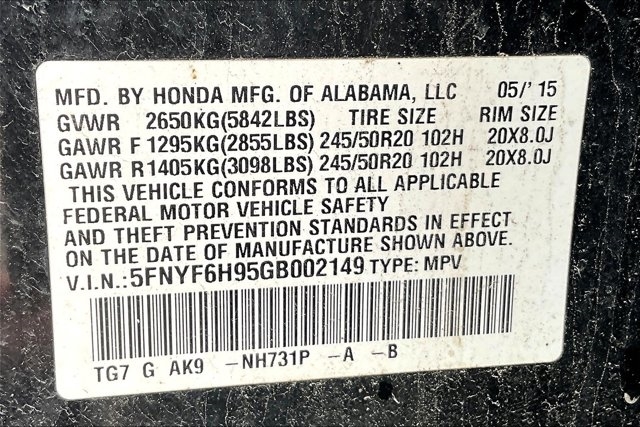 MFD. BY HONDA MFG. OF ALABAMA, LLC 05/'15
GVWR 2650KG(5842LBS) TIRE SIZE RIM SIZE
GAWR F1295KG(2855LBS) 245/50R20 102H 20X8.0J
GAWR R1405KG(3098LBS) 245/50R20 102H 20X8.0J
THIS VEHICLE CONFORMS TO ALL APPLICABLE
FEDERAL MOTOR VEHICLE SAFETY
AND THEFT PREVENTION STANDARDS IN EFFECT
ON THE DATE OF MANUFACTURE SHOWN ABOVE.
V.I.N.:5FNYF6H95GB002149 TYPE: MPV
TG7 G AK9 -NH731P -A -B